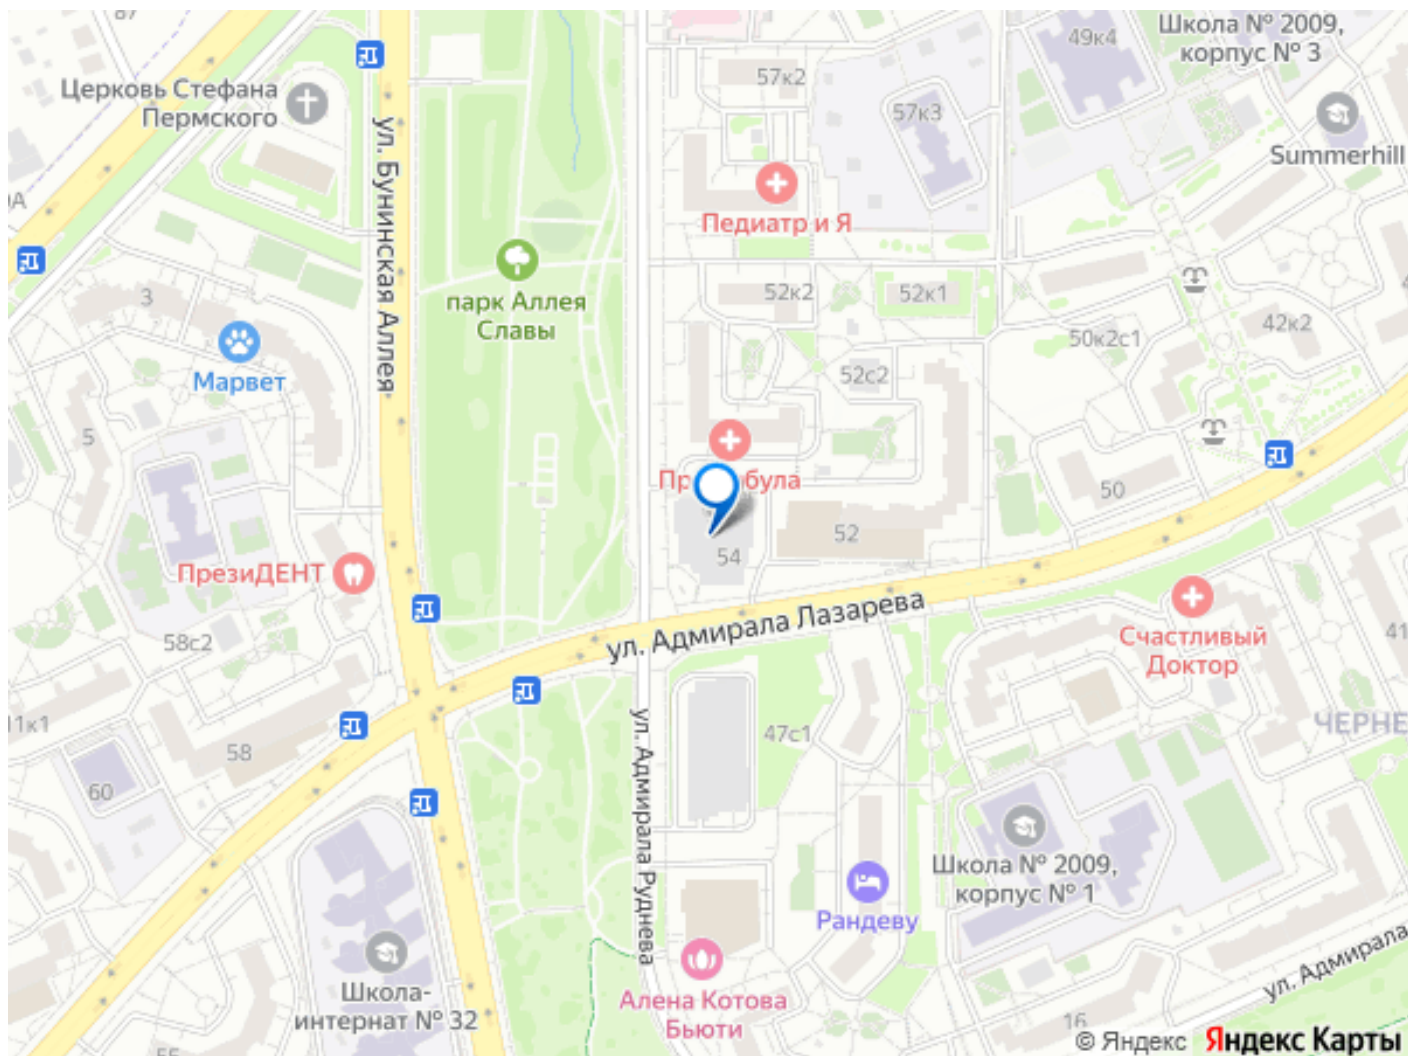 87
Школа № 2009,
корпус № 3
49к4
57к2
Церковь Стефана
Пермского
57к3
Summerhill
ул. Бунинская Аллея
Педиатр и Я
парк Аллея
Славы
3
52к2
52к1
42к2
50к2с1
Марвет
52с2
5
50
52
54
ПрезиДЕНТ
ул. Адмирала Лазарева
58с2
Счастливый
Доктор
41
11к1
47с1
ЧЕРНЕ
58
60
ул. Адмирала Руднева
Школа № 2009,
корпус № 1
Рандеву
ул. Адмирала
Школа-
интернат № 32
Алена Котова
Бьюти
16
© Яндекс Яндекс Карты